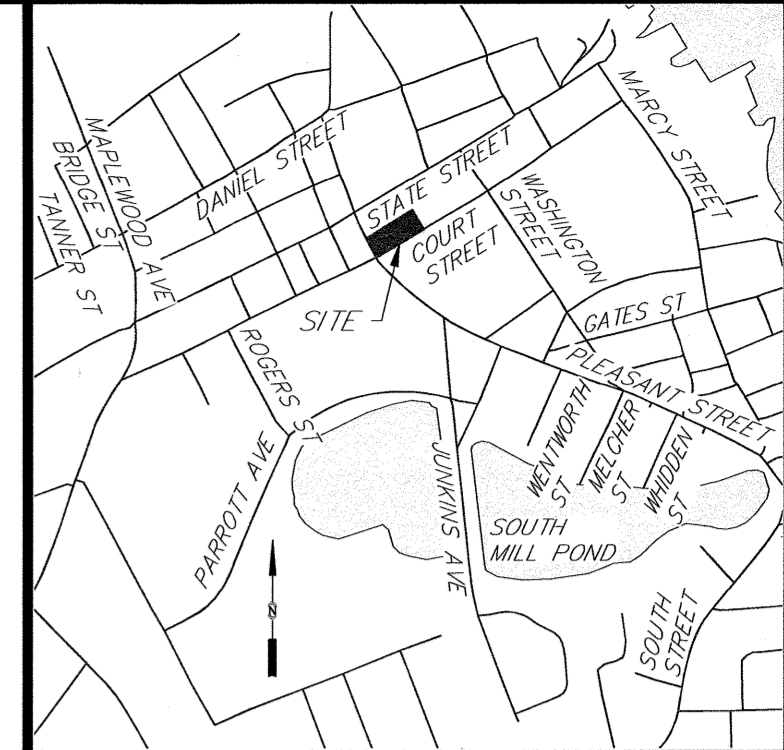 MAPLEWOOD AVE
BRIDGE ST
TANNER ST
DANIEL STREET
STATE STREET
COURT
STREET
WASHINGTON
STREET
MARCY STREET
SITE
GATES ST
ROGERS ST
PLEASANT STREET
PARROTT AVE
JUNKINS AVE
WENTWORTH
ST
MELCHER
ST
WHIDDEN
ST
SOUTH
MILL POND
SOUTH
STREET
N